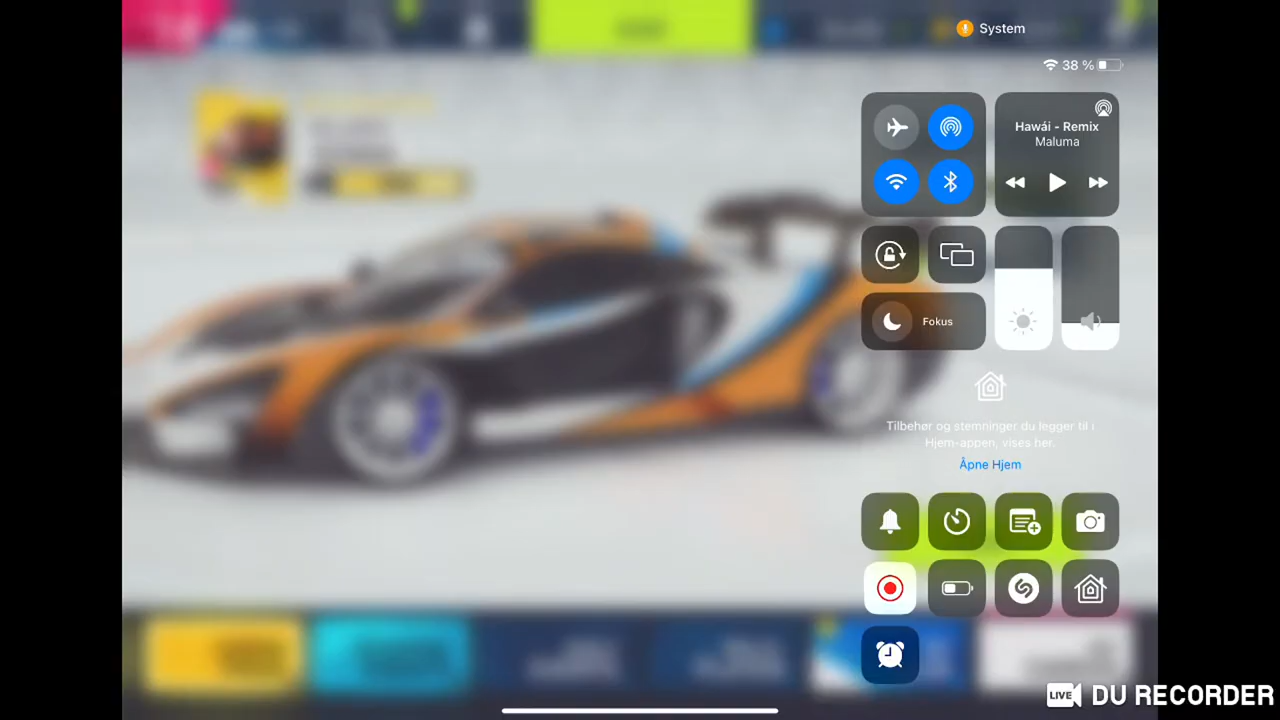 System
38 %
Hawái - Remix
Maluma
Fokus
Tilbehør og stemninger du legger til i
Hjem-appen, vises her.
Åpne Hjem
LIVE DU RECORDER